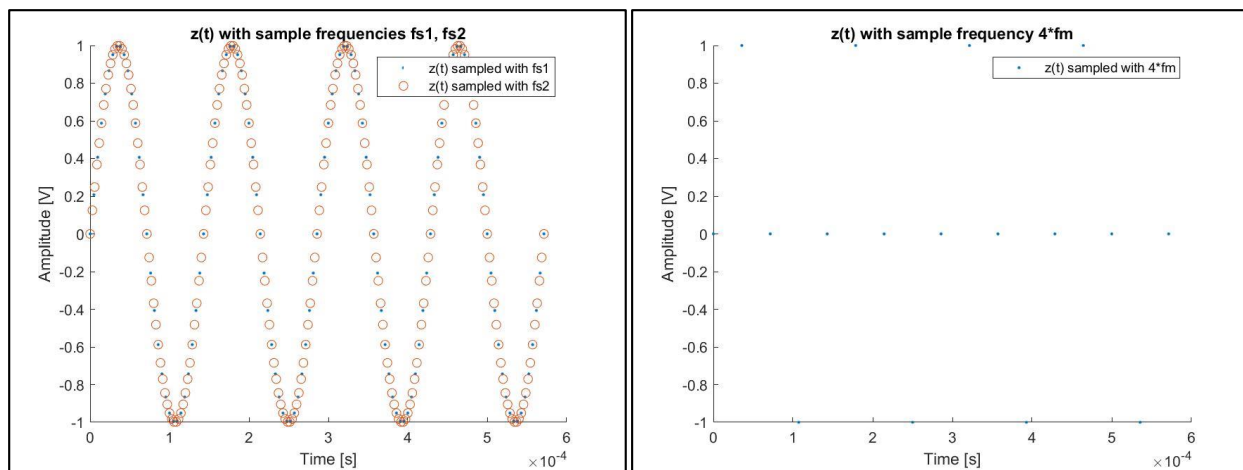 z(t) with sample frequencies fs1, fs2
z(t) sampled with fs1
z(t) sampled with fs2
Amplitude [V]
1
0.8
0.6
0.4
0.2
0
-0.2
-0.4
-0.6
-0.8
-1
0 1 2 3 4 5 6
Time [s]
×10-4
z(t) with sample frequency 4*fm
z(t) sampled with 4*fm
Amplitude [V]
1
0.8
0.6
0.4
0.2
0
-0.2
-0.4
-0.6
-0.8
-1
0 1 2 3 4 5 6
Time [s]
×10-4